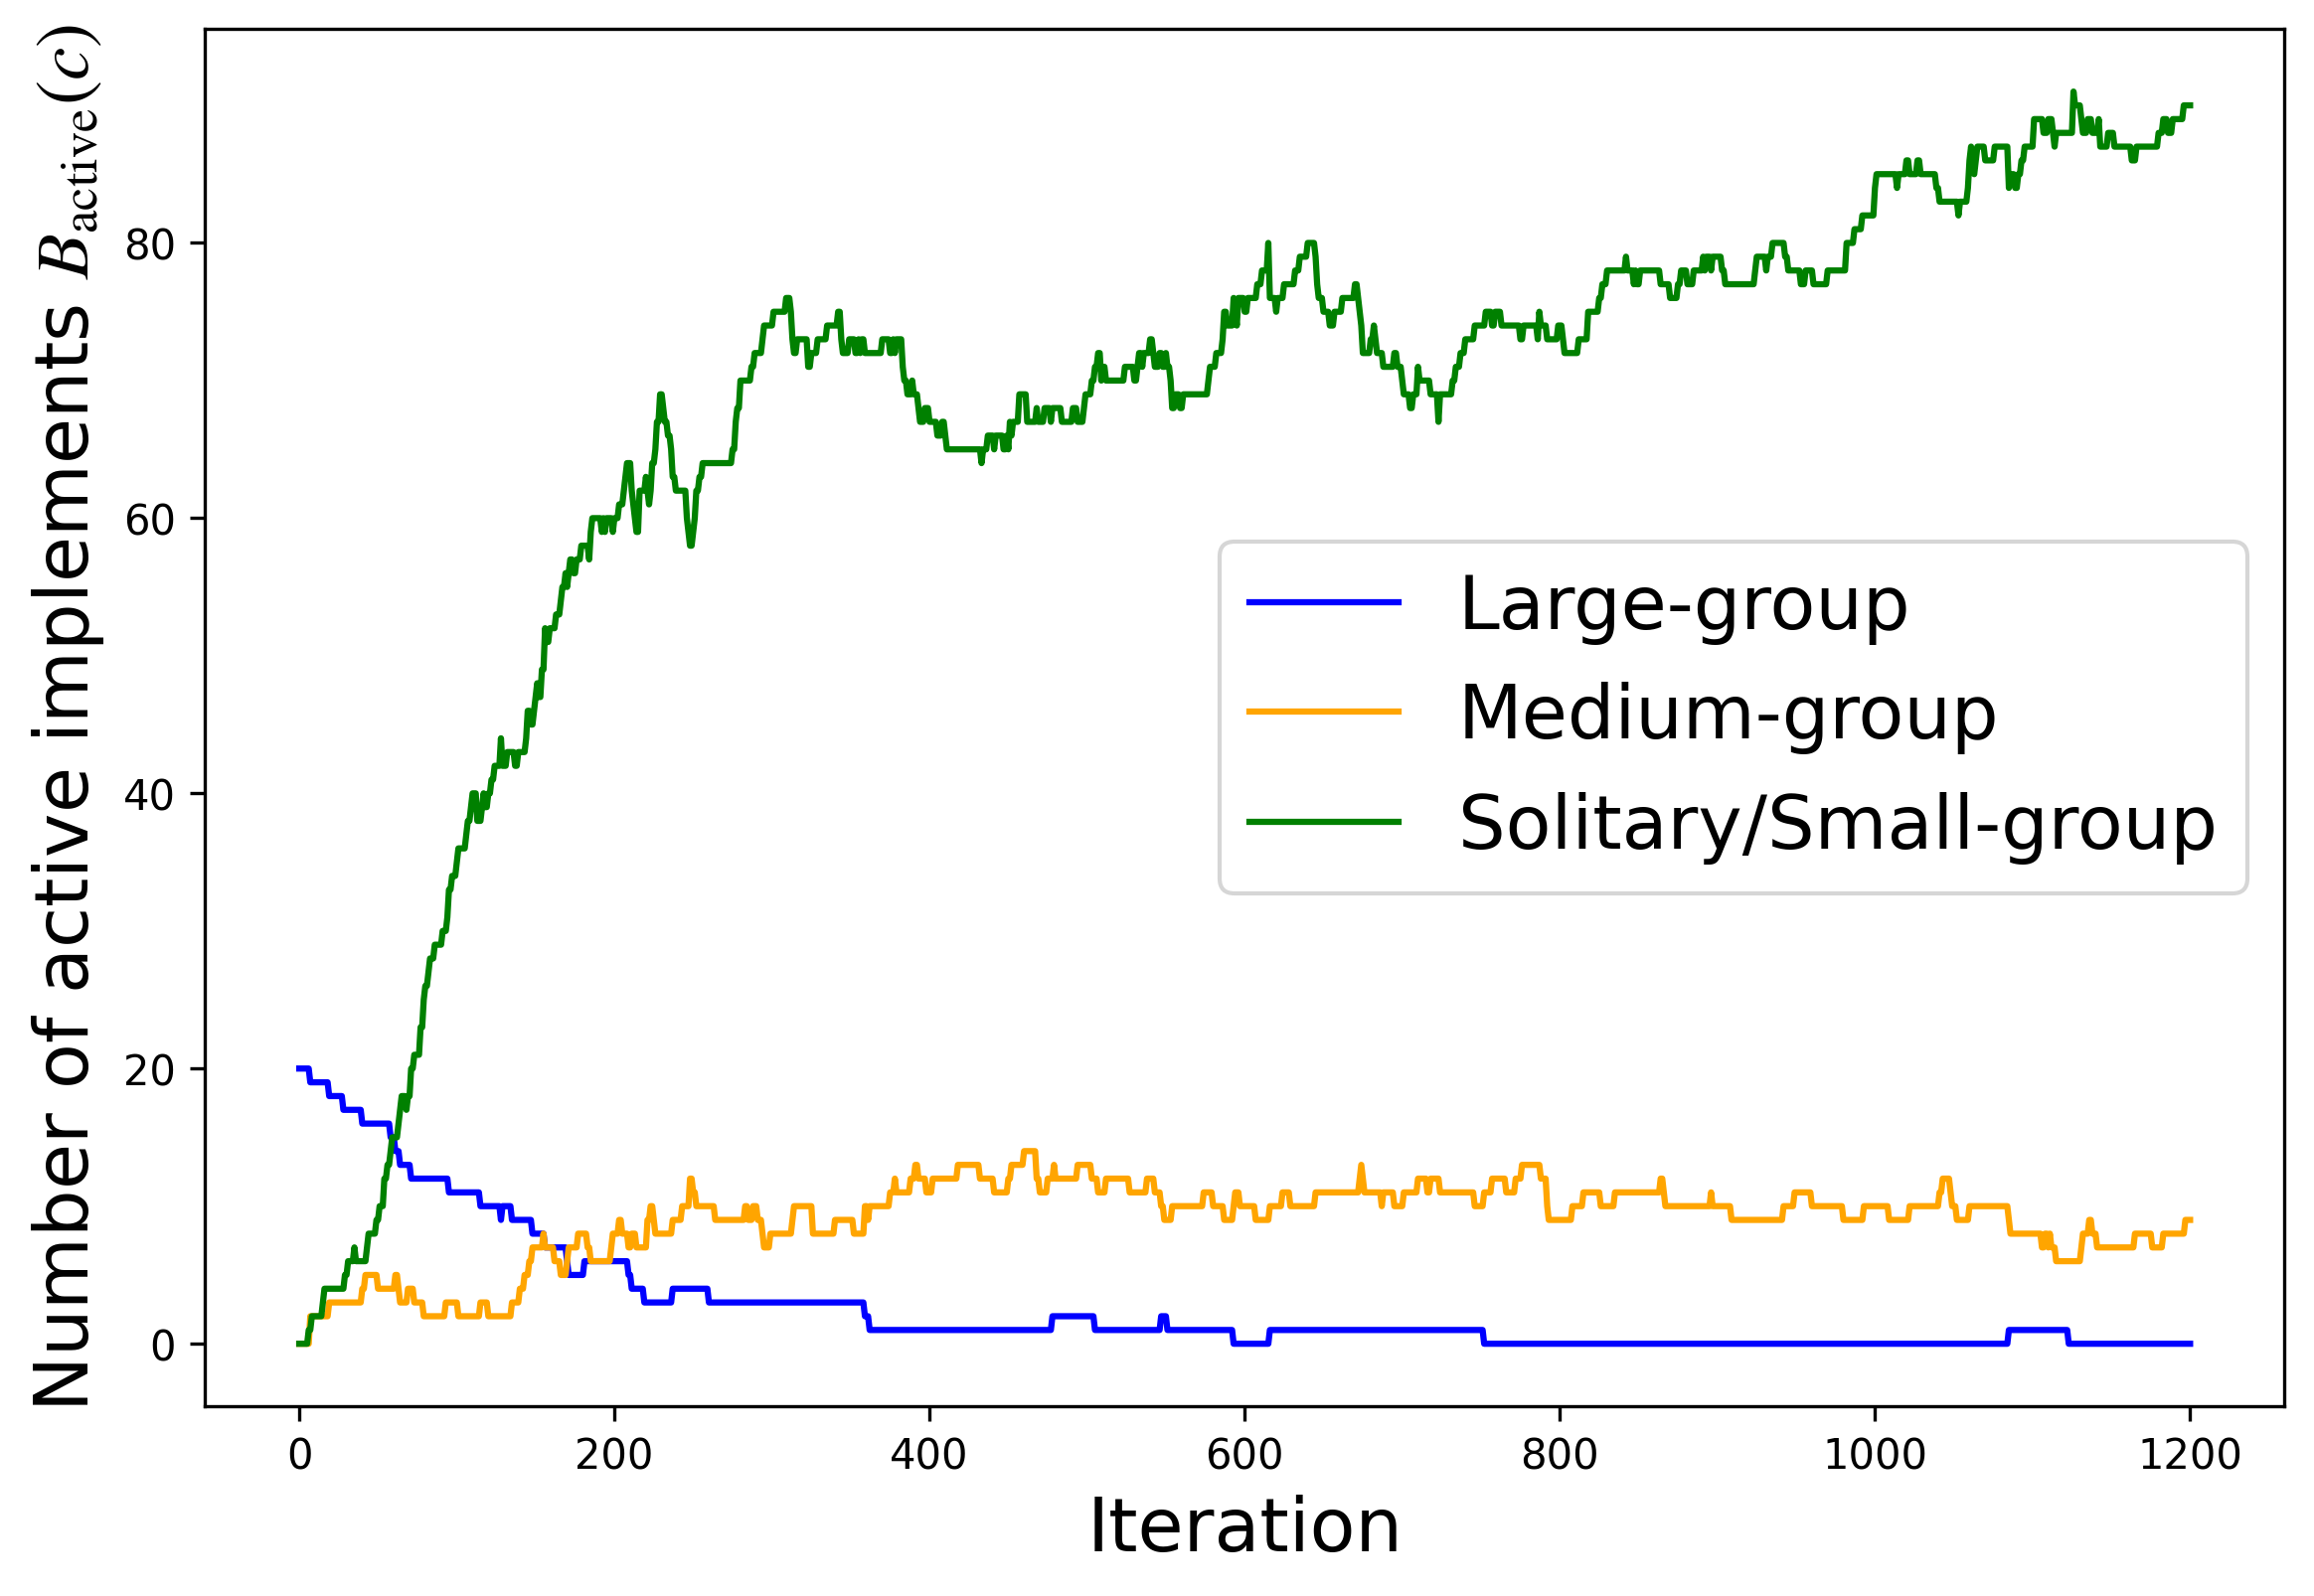 Number of active implements B_active(c)
80
60
40
20
0
Large-group
Medium-group
Solitary/Small-group
0 200 400 600 800 1000 1200
Iteration